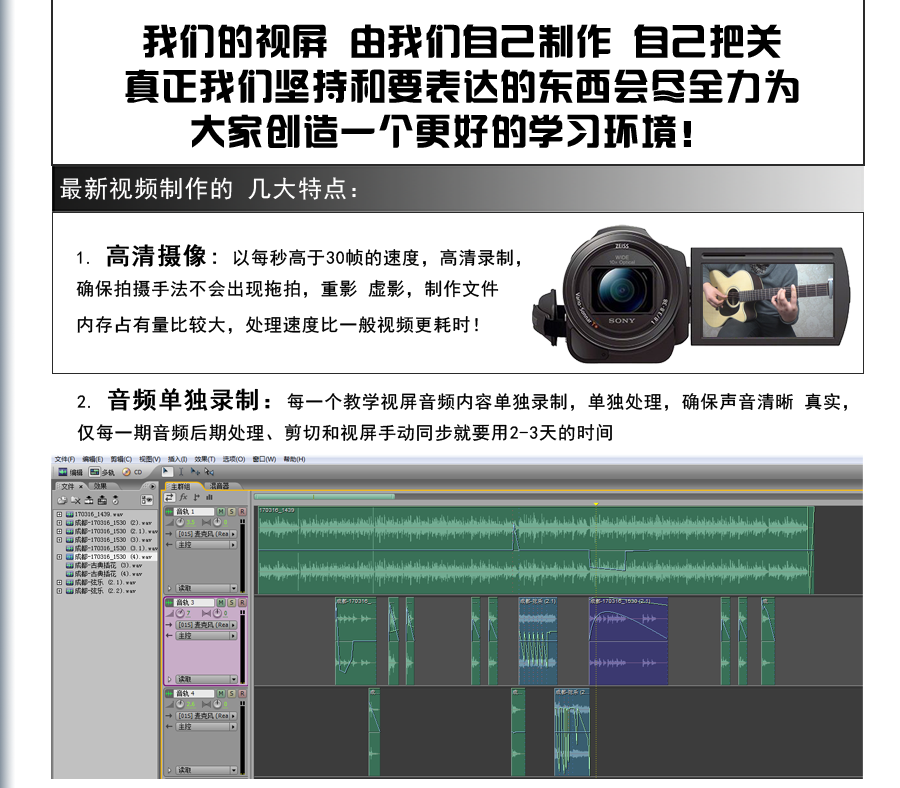 我们的视屏 由我们自己制作 自己把关
真正我们坚持和要表达的东西会尽全力为
大家创造一个更好的学习环境！
最新视频制作的 几大特点：
1. 高清摄像：以每秒高于30帧的速度，高清录制，
确保拍摄手法不会出现拖拍，重影 虚影，制作文件
内存占有量比较大，处理速度比一般视频更耗时！
ZEISS
WIDE
SONY
2. 音频单独录制：每一个教学视屏音频内容单独录制，单独处理，确保声音清晰 真实，
仅每一期音频后期处理、剪切和视屏手动同步就要用2-3天的时间
文件(F) 编辑(E) 剪辑(C) 视图(V) 插入(I) 效果(T) 选项(O) 窗口(W) 帮助(H)
编辑 多轨 CD
文件 × 效果
主群组 混音器
fx
170316_1439.wav
成都-170316_1530 (2).wav
成都-170316_1530 (2.1).wav
成都-170316_1530 (3).wav
成都-170316_1530 (3.1).wav
成都-170316_1530 (4).wav
成都-古典插花 (3).wav
成都-古典插花 (4).wav
成都-弦乐 (2.1).wav
成都-弦乐 (2.2).wav
音轨 1 M S R
[01S] 麦克风 (Rea
主控
读取
170316_1439
音轨 3 M S R
[01S] 麦克风 (Rea
主控
读取
成都-170316_
成都-弦乐 (2.1)
成都-170316_1530 (2.1)
音轨 4 M S R
[01S] 麦克风 (Rea
主控
读取
成
成
成都-弦乐 (2